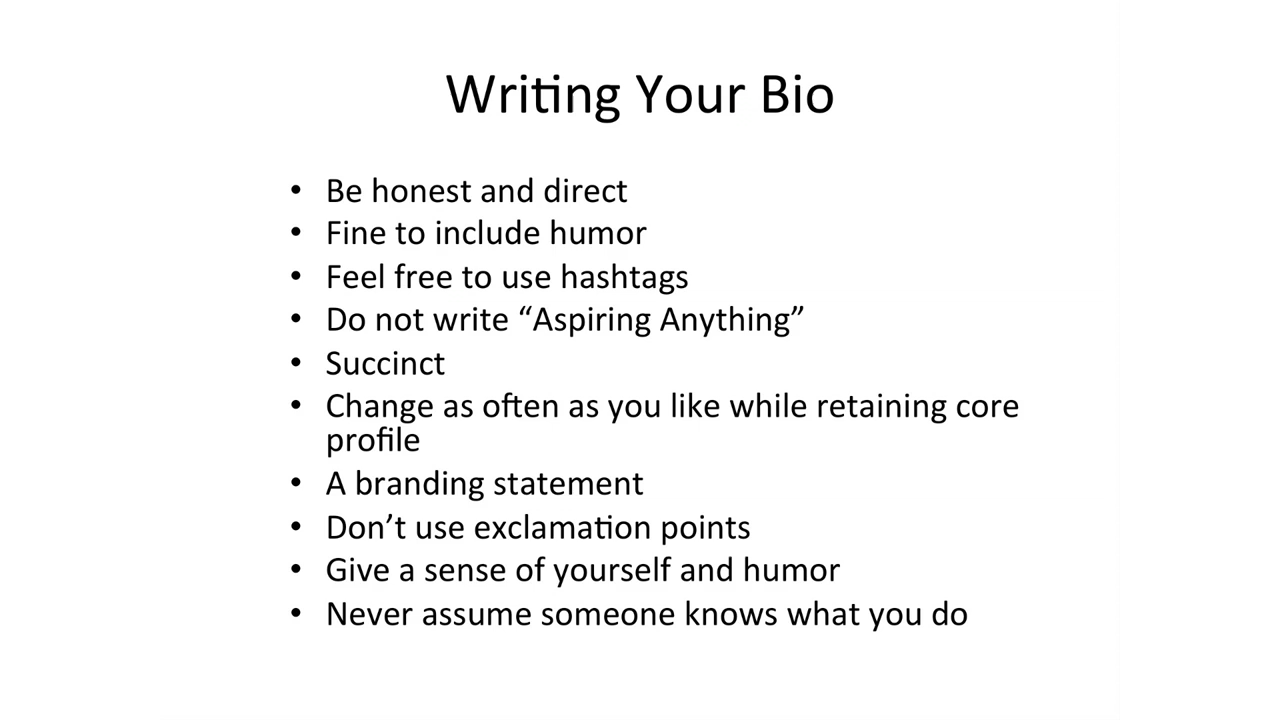 Writing Your Bio
• Be honest and direct
• Fine to include humor
• Feel free to use hashtags
• Do not write “Aspiring Anything”
• Succinct
• Change as often as you like while retaining core
profile
• A branding statement
• Don’t use exclamation points
• Give a sense of yourself and humor
• Never assume someone knows what you do